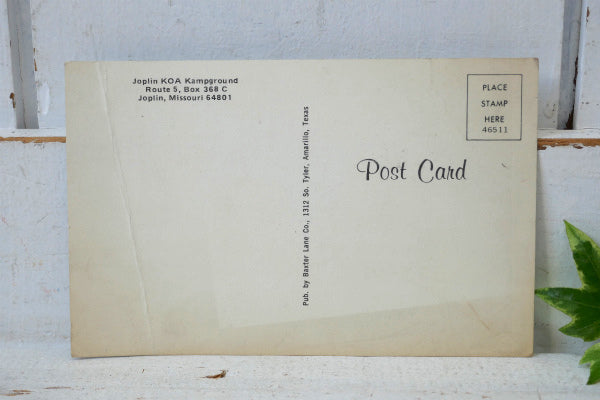 Joplin KOA Kampground
Route 5, Box 368 C
Joplin, Missouri 64801
Pub. by Baxter Lane Co., 1312 So. Tyler, Amarillo, Texas
Post Card
PLACE
STAMP
HERE
46511